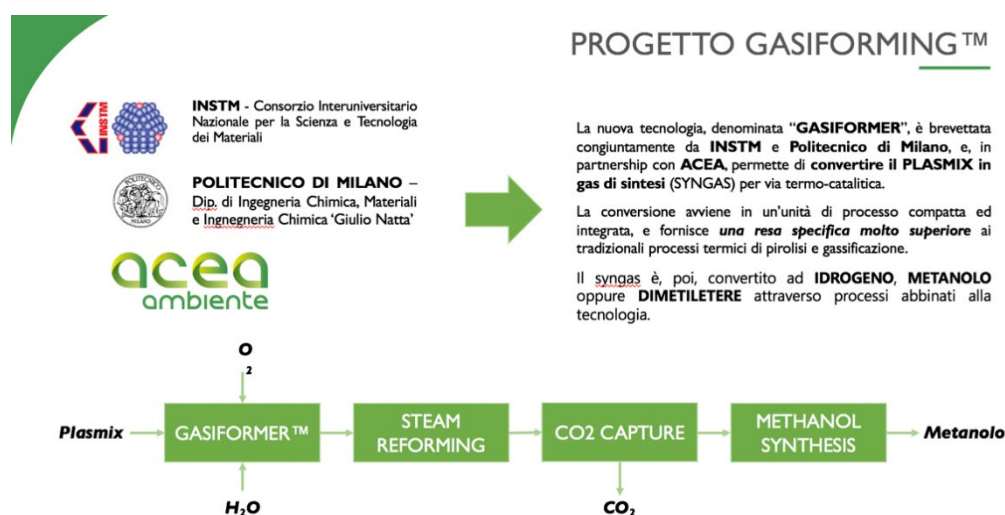 PROGETTO GASIFORMING™
INSTM
INSTM - Consorzio Interuniversitario
Nazionale per la Scienza e Tecnologia
dei Materiali
POLITECNICO DI MILANO –
Dip. di Ingegneria Chimica, Materiali
e Ingnegneria Chimica 'Giulio Natta'
acea
ambiente
La nuova tecnologia, denominata “GASIFORMER”, è brevettata
congiuntamente da INSTM e Politecnico di Milano, e, in
partnership con ACEA, permette di convertire il PLASMIX in
gas di sintesi (SYNGAS) per via termo-catalitica.
La conversione avviene in un'unità di processo compatta ed
integrata, e fornisce una resa specifica molto superiore ai
tradizionali processi termici di pirolisi e gassificazione.
Il syngas è, poi, convertito ad IDROGENO, METANOLO
oppure DIMETILETERE attraverso processi abbinati alla
tecnologia.
O
2
Plasmix
GASIFORMER™
STEAM
REFORMING
CO2 CAPTURE
METHANOL
SYNTHESIS
Metanolo
H₂O
CO₂